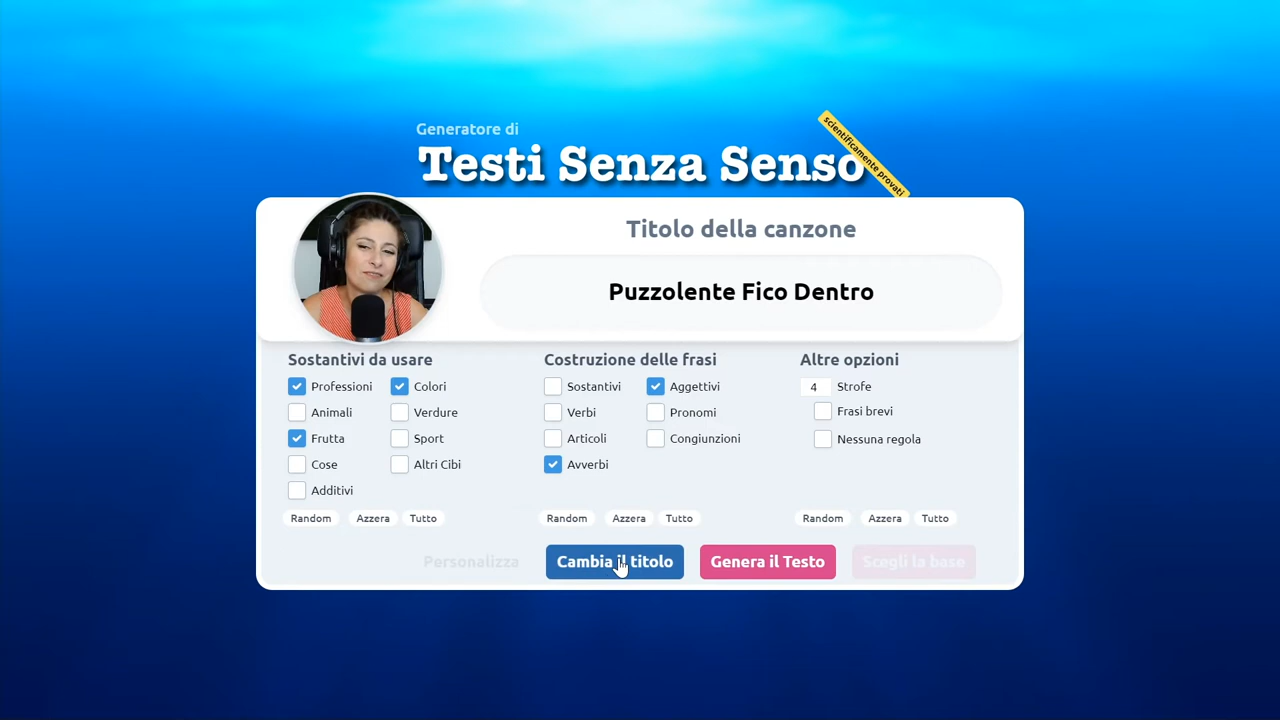 Generatore di
Testi Senza Senso
scientificamente provati
Titolo della canzone
Puzzolente Fico Dentro
Sostantivi da usare
Professioni
Colori
Animali
Verdure
Frutta
Sport
Cose
Altri Cibi
Additivi
Random
Azzera
Tutto
Costruzione delle frasi
Sostantivi
Aggettivi
Verbi
Pronomi
Articoli
Congiunzioni
Avverbi
Random
Azzera
Tutto
Altre opzioni
4 Strofe
Frasi brevi
Nessuna regola
Random
Azzera
Tutto
Personalizza
Cambia il titolo
Genera il Testo
Scegli la base